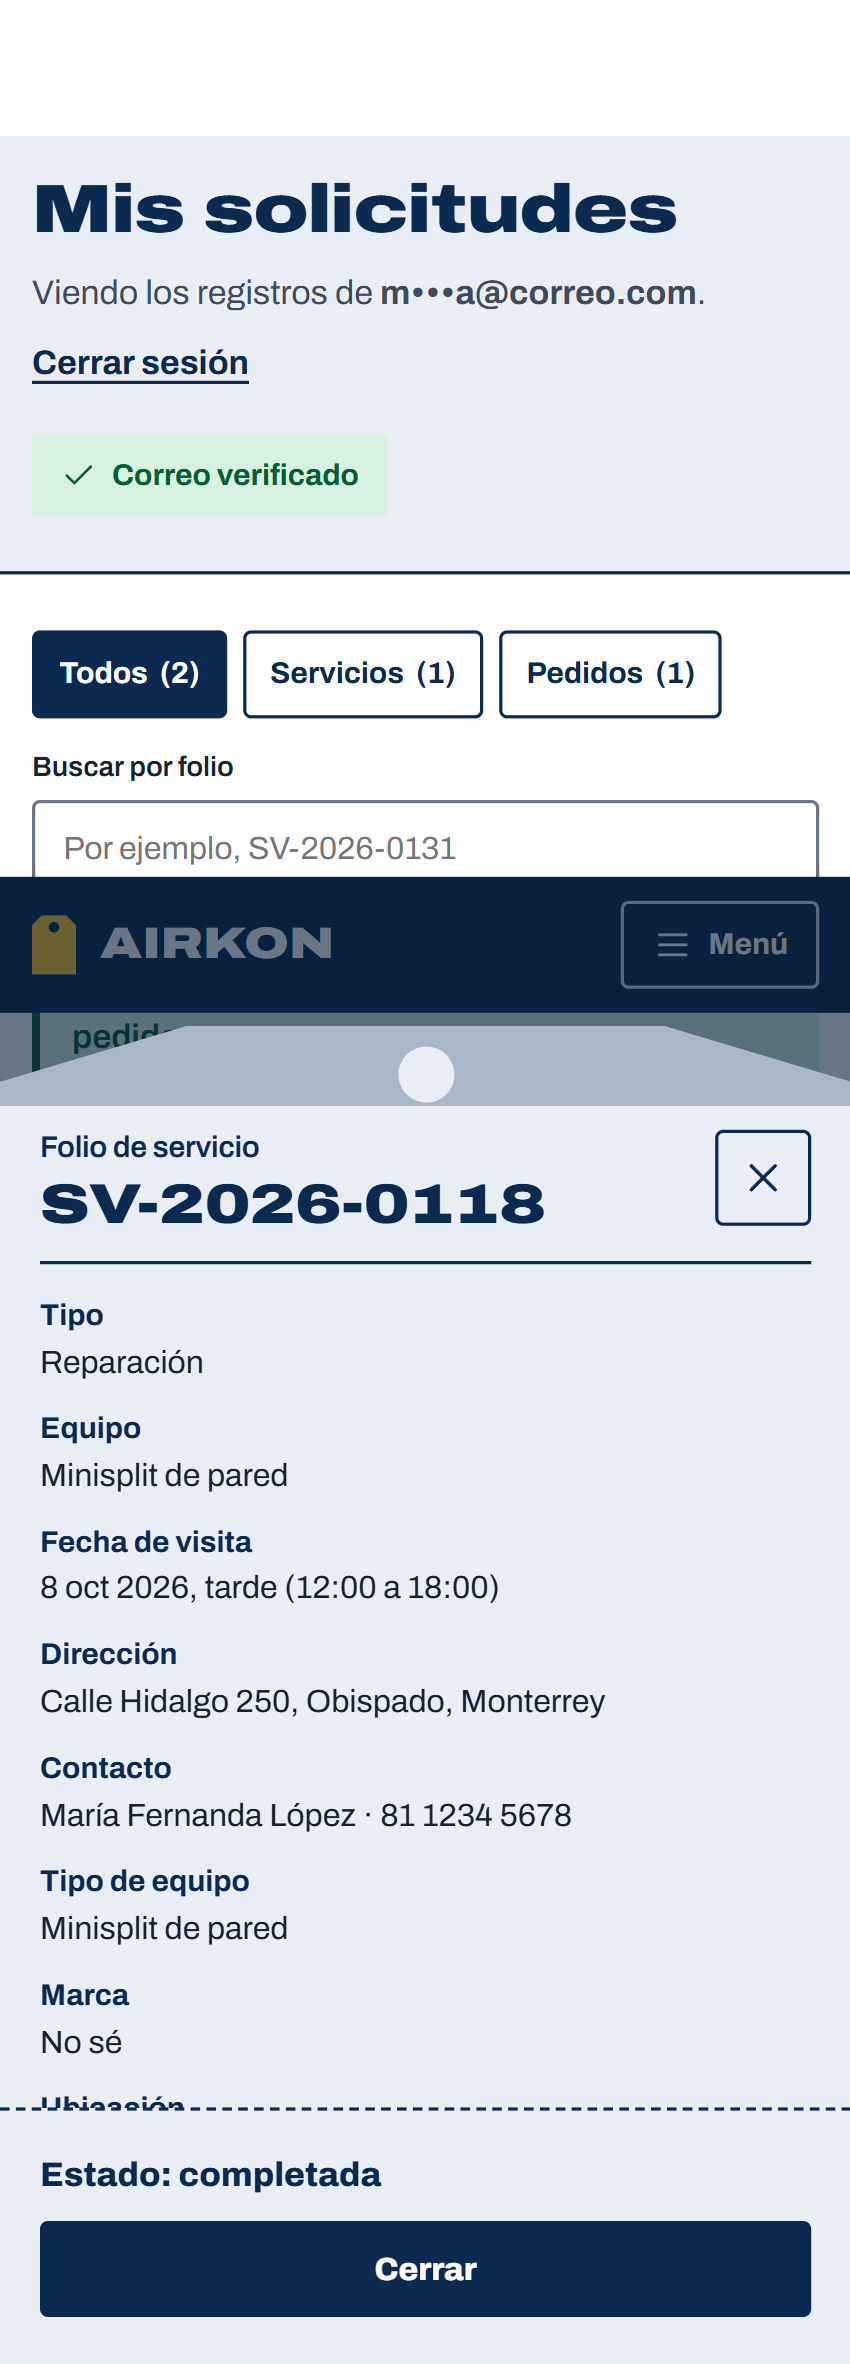 Mis solicitudes
Viendo los registros de m•••a@correo.com.
Cerrar sesión
Correo verificado
Todos (2)
Servicios (1)
Pedidos (1)
Buscar por folio
Por ejemplo, SV-2026-0131
AIRKON
Menú
Folio de servicio
SV-2026-0118
Tipo
Reparación
Equipo
Minisplit de pared
Fecha de visita
8 oct 2026, tarde (12:00 a 18:00)
Dirección
Calle Hidalgo 250, Obispado, Monterrey
Contacto
María Fernanda López · 81 1234 5678
Tipo de equipo
Minisplit de pared
Marca
No sé
Ubicación
Estado: completada
Cerrar